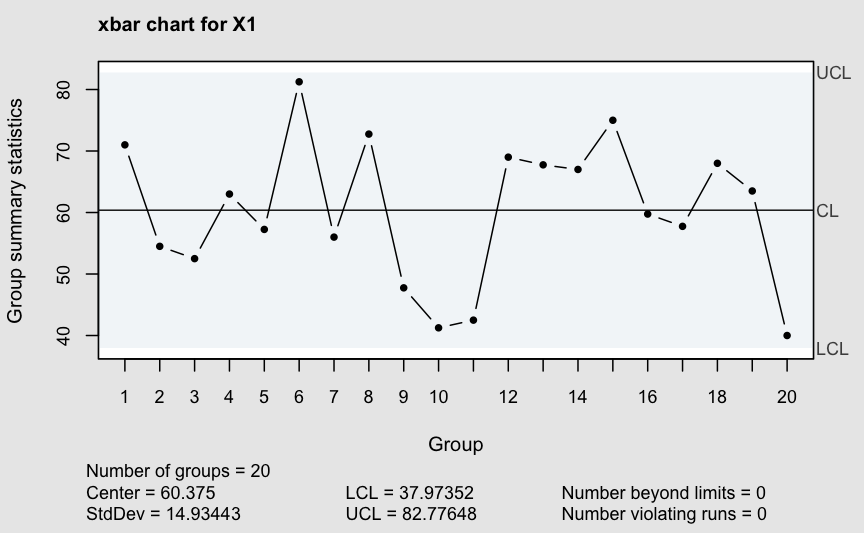 xbar chart for X1
Group summary statistics
80
70
60
50
40
UCL
CL
LCL
1 2 3 4 5 6 7 8 9 10 12 14 16 18 20
Group
Number of groups = 20
Center = 60.375 LCL = 37.97352 Number beyond limits = 0
StdDev = 14.93443 UCL = 82.77648 Number violating runs = 0